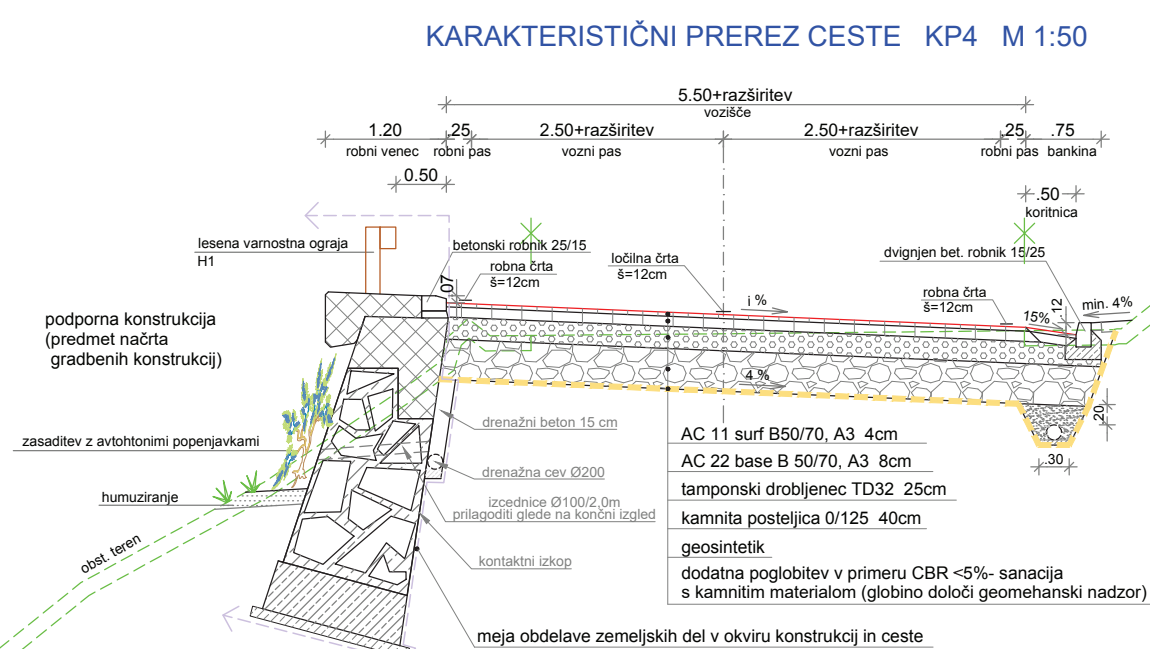 KARAKTERISTIČNI PREREZ CESTE KP4 M 1:50
5.50+razširitev
vozišče
1.20 .25 2.50+razširitev 2.50+razširitev .25 .75
robni venec robni pas vozni pas vozni pas robni pas bankina
0.50 .50
koritnica
lesena varnostna ograja
H1
betonski robnik 25/15
robna črta
š=12cm
ločilna črta
š=12cm
dvignjen bet. robnik 15/25
robna črta
š=12cm
.07
i %
15%
.12
min. 4%
podporna konstrukcija
(predmet načrta
gradbenih konstrukcij)
4 %
.20
.30
zasaditev z avtohtonimi popenjavkami
humuziranje
obst. teren
drenažni beton 15 cm
drenažna cev Ø200
izcednice Ø100/2,0m
prilagoditi glede na končni izgled
kontaktni izkop
AC 11 surf B50/70, A3 4cm
AC 22 base B 50/70, A3 8cm
tamponski drobljenec TD32 25cm
kamnita posteljica 0/125 40cm
geosintetik
dodatna poglobitev v primeru CBR <5%- sanacija
s kamnitim materialom (globino določi geomehanski nadzor)
meja obdelave zemeljskih del v okviru konstrukcij in ceste